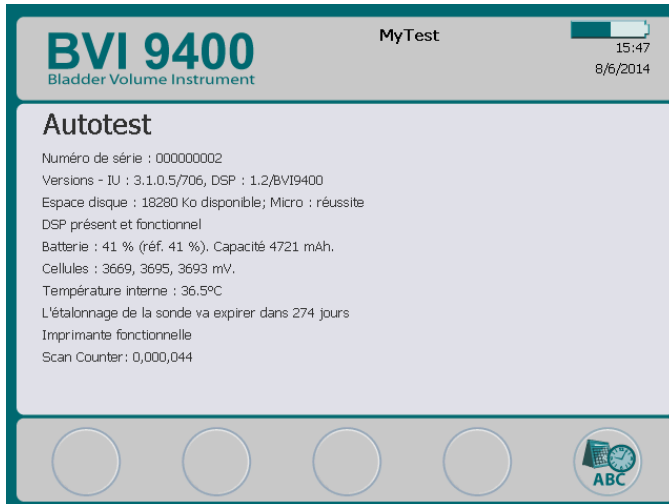 BVI 9400
Bladder Volume Instrument
MyTest
15:47
8/6/2014
Autotest
Numéro de série : 000000002
Versions - IU : 3.1.0.5/706, DSP : 1.2/BVI9400
Espace disque : 18280 Ko disponible; Micro : réussite
DSP présent et fonctionnel
Batterie : 41 % (réf. 41 %). Capacité 4721 mAh.
Cellules : 3669, 3695, 3693 mV.
Température interne : 36.5ºC
L'étalonnage de la sonde va expirer dans 274 jours
Imprimante fonctionnelle
Scan Counter: 0,000,044
ABC